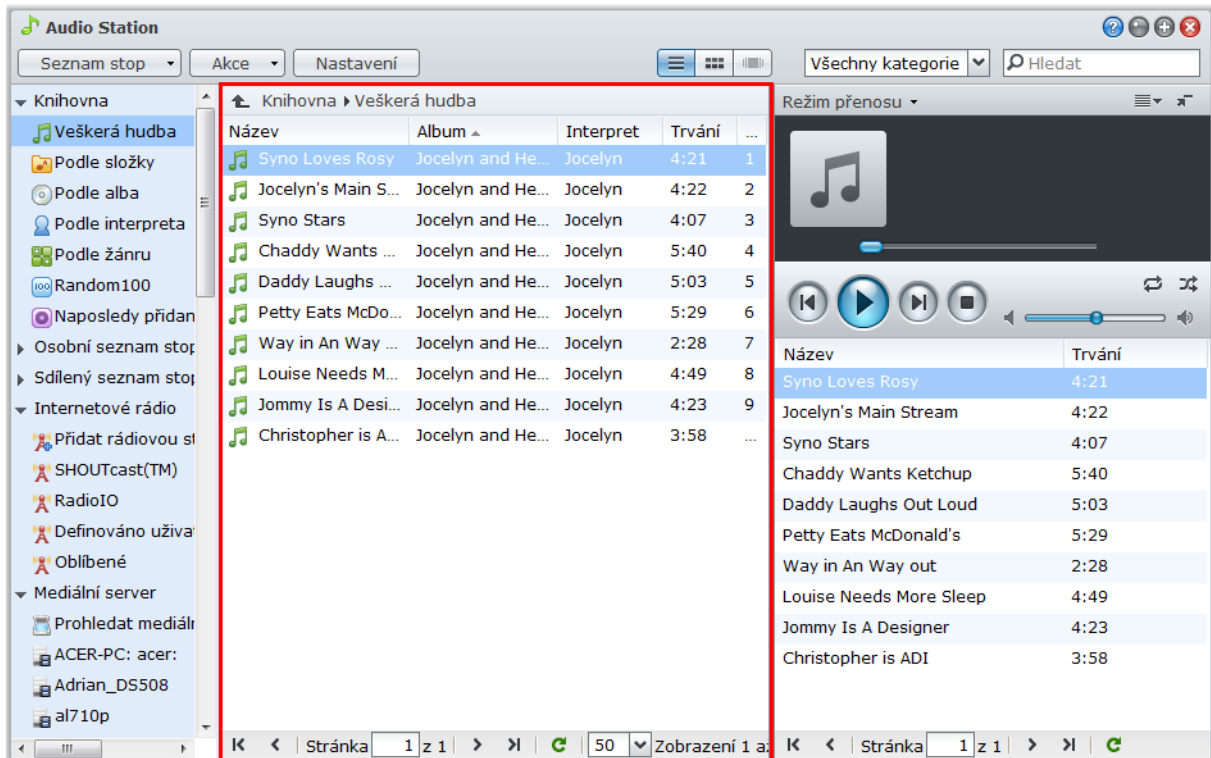 Audio Station
Seznam stop Akce Nastavení Všechny kategorie Hledat
Knihovna
Veškerá hudba
Podle složky
Podle alba
Podle interpreta
Podle žánru
Random100
Naposledy přidan
Osobní seznam stop
Sdílený seznam stop
Internetové rádio
Přidat rádiovou st
SHOUTcast(TM)
RadioIO
Definováno uživa
Oblíbené
Mediální server
Prohledat mediáln
ACER-PC: acer:
Adrian_DS508
al710p
Knihovna Veškerá hudba
Název Album Interpret Trvání ...
Syno Loves Rosy Jocelyn and He... Jocelyn 4:21 1
Jocelyn's Main S... Jocelyn and He... Jocelyn 4:22 2
Syno Stars Jocelyn and He... Jocelyn 4:07 3
Chaddy Wants ... Jocelyn and He... Jocelyn 5:40 4
Daddy Laughs ... Jocelyn and He... Jocelyn 5:03 5
Petty Eats McDo... Jocelyn and He... Jocelyn 5:29 6
Way in An Way ... Jocelyn and He... Jocelyn 2:28 7
Louise Needs M... Jocelyn and He... Jocelyn 4:49 8
Jommy Is A Desi... Jocelyn and He... Jocelyn 4:23 9
Christopher is A... Jocelyn and He... Jocelyn 3:58 ...
Stránka 1 z 1 50 Zobrazení 1 až
Režim přenosu
Název Trvání
Syno Loves Rosy 4:21
Jocelyn's Main Stream 4:22
Syno Stars 4:07
Chaddy Wants Ketchup 5:40
Daddy Laughs Out Loud 5:03
Petty Eats McDonald's 5:29
Way in An Way out 2:28
Louise Needs More Sleep 4:49
Jommy Is A Designer 4:23
Christopher is ADI 3:58
Stránka 1 z 1